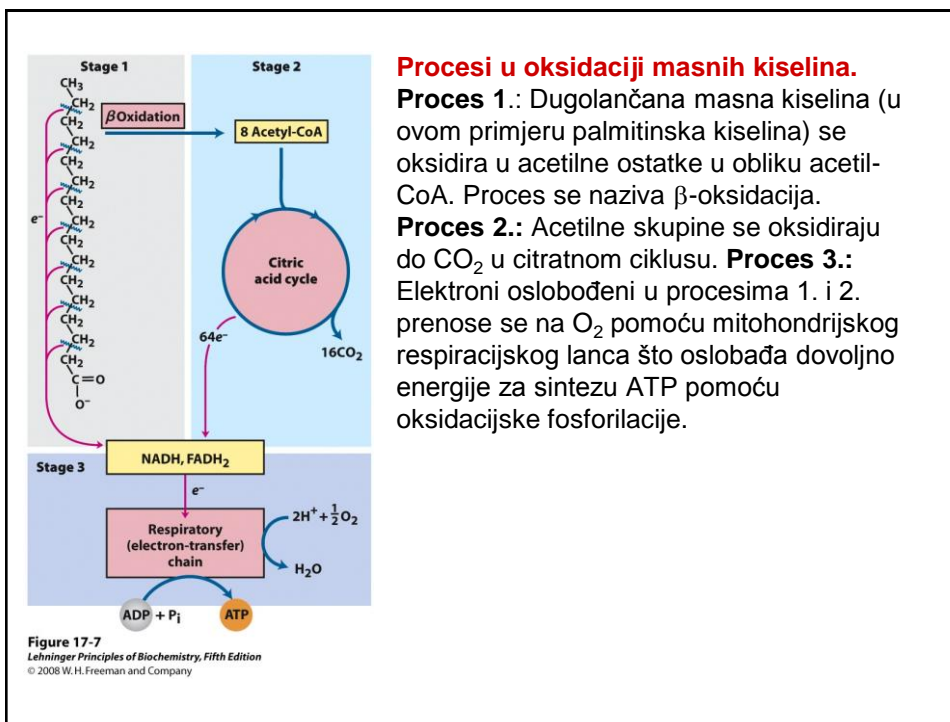 Stage 1
CH₃
CH₂
CH₂
CH₂
CH₂
CH₂
CH₂
CH₂
CH₂
CH₂
CH₂
CH₂
CH₂
CH₂
CH₂
C=O
O⁻
e⁻
β Oxidation
Stage 2
8 Acetyl-CoA
Citric
acid cycle
64e⁻
16CO₂
Stage 3
NADH, FADH₂
e⁻
Respiratory
(electron-transfer)
chain
2H⁺ + ½O₂
H₂O
ADP + Pᵢ
ATP
Figure 17-7
Lehninger Principles of Biochemistry, Fifth Edition
© 2008 W. H. Freeman and Company
Procesi u oksidaciji masnih kiselina.
Proces 1.: Dugolančana masna kiselina (u
ovom primjeru palmitinska kiselina) se
oksidira u acetilne ostatke u obliku acetil-
CoA. Proces se naziva β-oksidacija.
Proces 2.: Acetilne skupine se oksidiraju
do CO₂ u citratnom ciklusu. Proces 3.:
Elektroni oslobođeni u procesima 1. i 2.
prenose se na O₂ pomoću mitohondrijskog
respiracijskog lanca što oslobađa dovoljno
energije za sintezu ATP pomoću
oksidacijske fosforilacije.